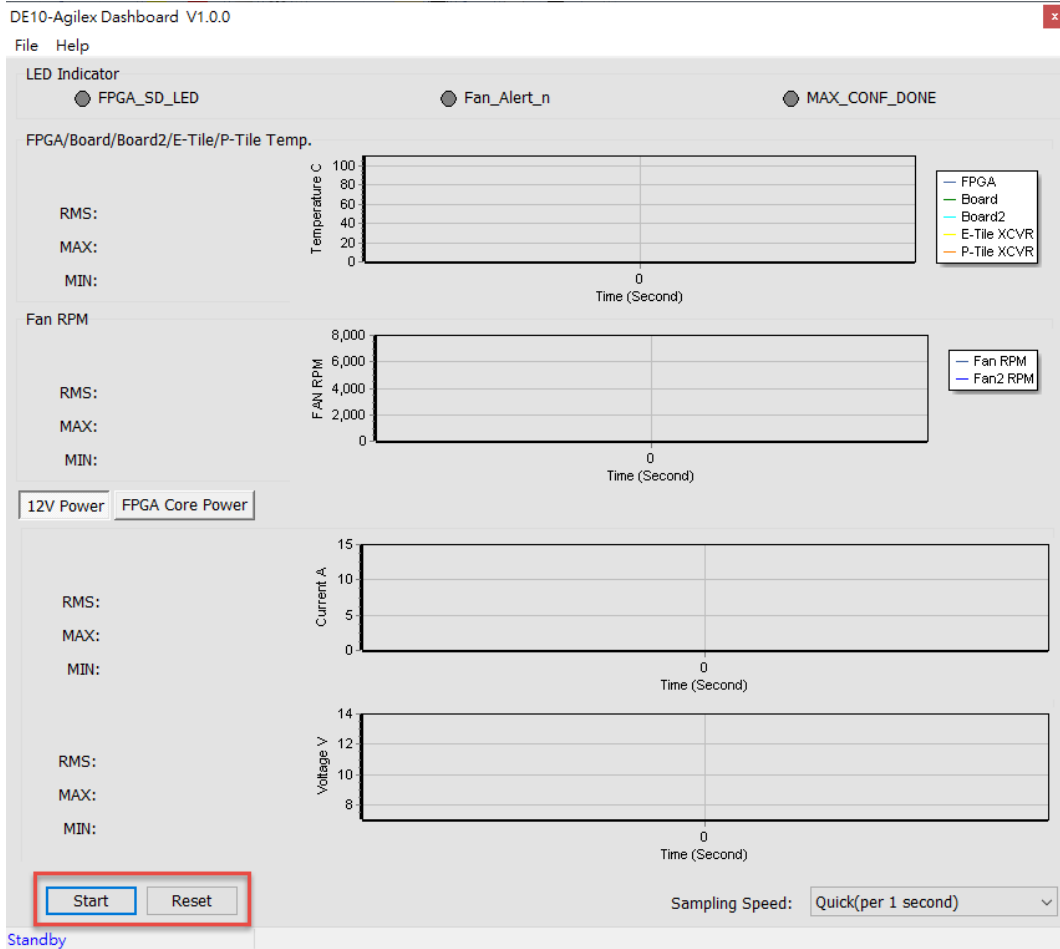 DE10-Agilex Dashboard V1.0.0
x
File Help
LED Indicator
FPGA_SD_LED Fan_Alert_n MAX_CONF_DONE
FPGA/Board/Board2/E-Tile/P-Tile Temp.
RMS:
MAX:
MIN:
Temperature C
100
80
60
40
20
0
0
Time (Second)
FPGA
Board
Board2
E-Tile XCVR
P-Tile XCVR
Fan RPM
RMS:
MAX:
MIN:
FAN RPM
8,000
6,000
4,000
2,000
0
0
Time (Second)
Fan RPM
Fan2 RPM
12V Power FPGA Core Power
RMS:
MAX:
MIN:
Current A
15
10
5
0
0
Time (Second)
RMS:
MAX:
MIN:
Voltage V
14
12
10
8
0
Time (Second)
Start Reset Sampling Speed: Quick(per 1 second)
Standby